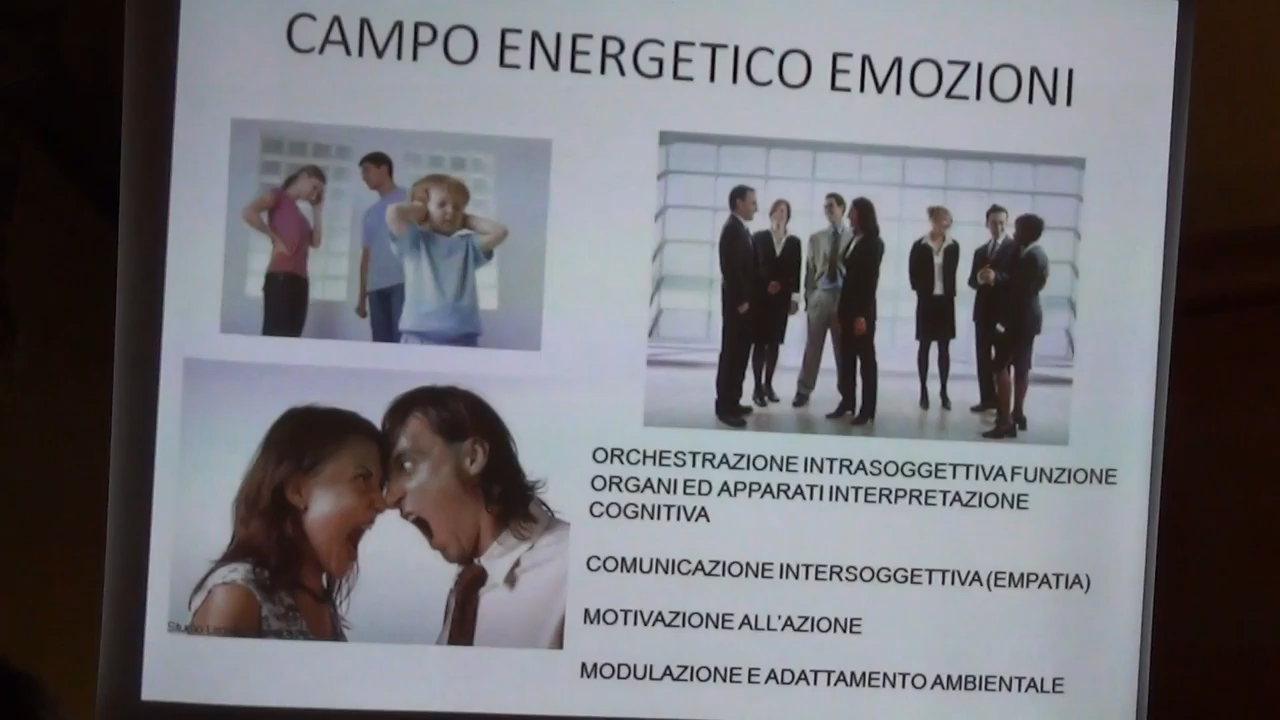 CAMPO ENERGETICO EMOZIONI
ORCHESTRAZIONE INTRASOGGETTIVA FUNZIONE
ORGANI ED APPARATI INTERPRETAZIONE
COGNITIVA
COMUNICAZIONE INTERSOGGETTIVA (EMPATIA)
MOTIVAZIONE ALL'AZIONE
MODULAZIONE E ADATTAMENTO AMBIENTALE
Studio